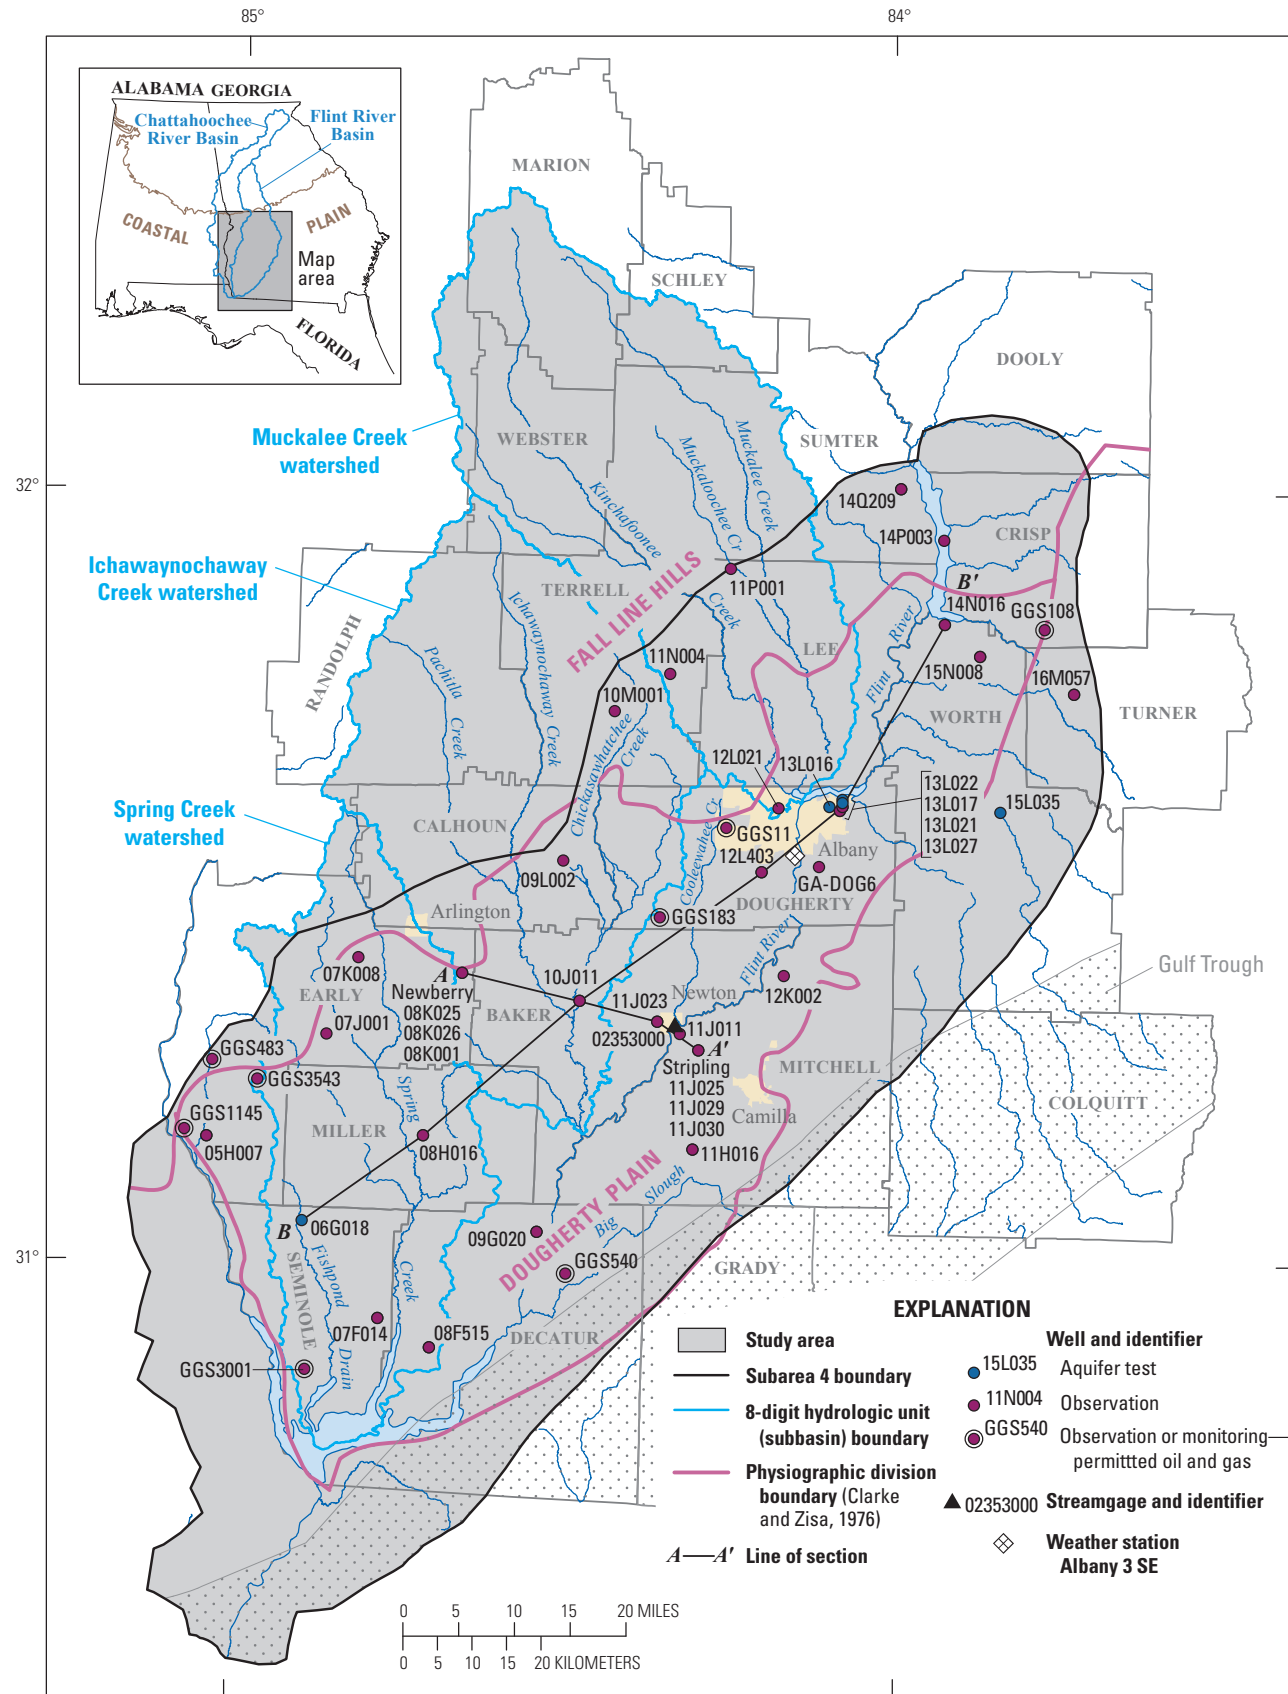 85°
84°
ALABAMA GEORGIA
Chattahoochee
River Basin
Flint River
Basin
COASTAL
PLAIN
Map
area
FLORIDA
MARION
SCHLEY
DOOLY
Muckalee Creek
watershed
WEBSTER
SUMTER
Muckaloochee Cr
Muckalee Creek
Kinchafoonee
Creek
32°
14Q209
14P003
CRISP
Ichawaynochaway
Creek watershed
TERRELL
FALL LINE HILLS
11P001
B'
14N016
GGS108
RANDOLPH
Ichawaynochaway Creek
Pachitla
Creek
LEE
Flint
River
11N004
15N008
16M057
10M001
WORTH
TURNER
Chickasawhatchee
Creek
12L021
13L016
13L022
13L017
13L021
13L027
15L035
Spring Creek
watershed
CALHOUN
Cooleewahee Cr
GGS11
12L403
Albany
GA-DOG6
09L002
DOUGHERTY
Arlington
GGS183
Flint River
Gulf Trough
07K008
A
Newberry
08K025
08K026
08K001
10J011
11J023
Newton
12K002
EARLY
BAKER
07J001
02353000
11J011
A'
Stripling
11J025
11J029
11J030
MITCHELL
GGS483
GGS3543
Spring
Camilla
COLQUITT
GGS1145
05H007
MILLER
08H016
11H016
DOUGHERTY PLAIN
Big
Slough
B
06G018
09G020
31°
SEMINOLE
Fishpond
Drain
Creek
GGS540
GRADY
07F014
08F515
DECATUR
GGS3001
EXPLANATION
Study area
Subarea 4 boundary
8-digit hydrologic unit
(subbasin) boundary
Physiographic division
boundary (Clarke
and Zisa, 1976)
A—A' Line of section
Well and identifier
15L035 Aquifer test
11N004 Observation
GGS540 Observation or monitoring—
permittted oil and gas
02353000 Streamgage and identifier
Weather station
Albany 3 SE
0 5 10 15 20 MILES
0 5 10 15 20 KILOMETERS